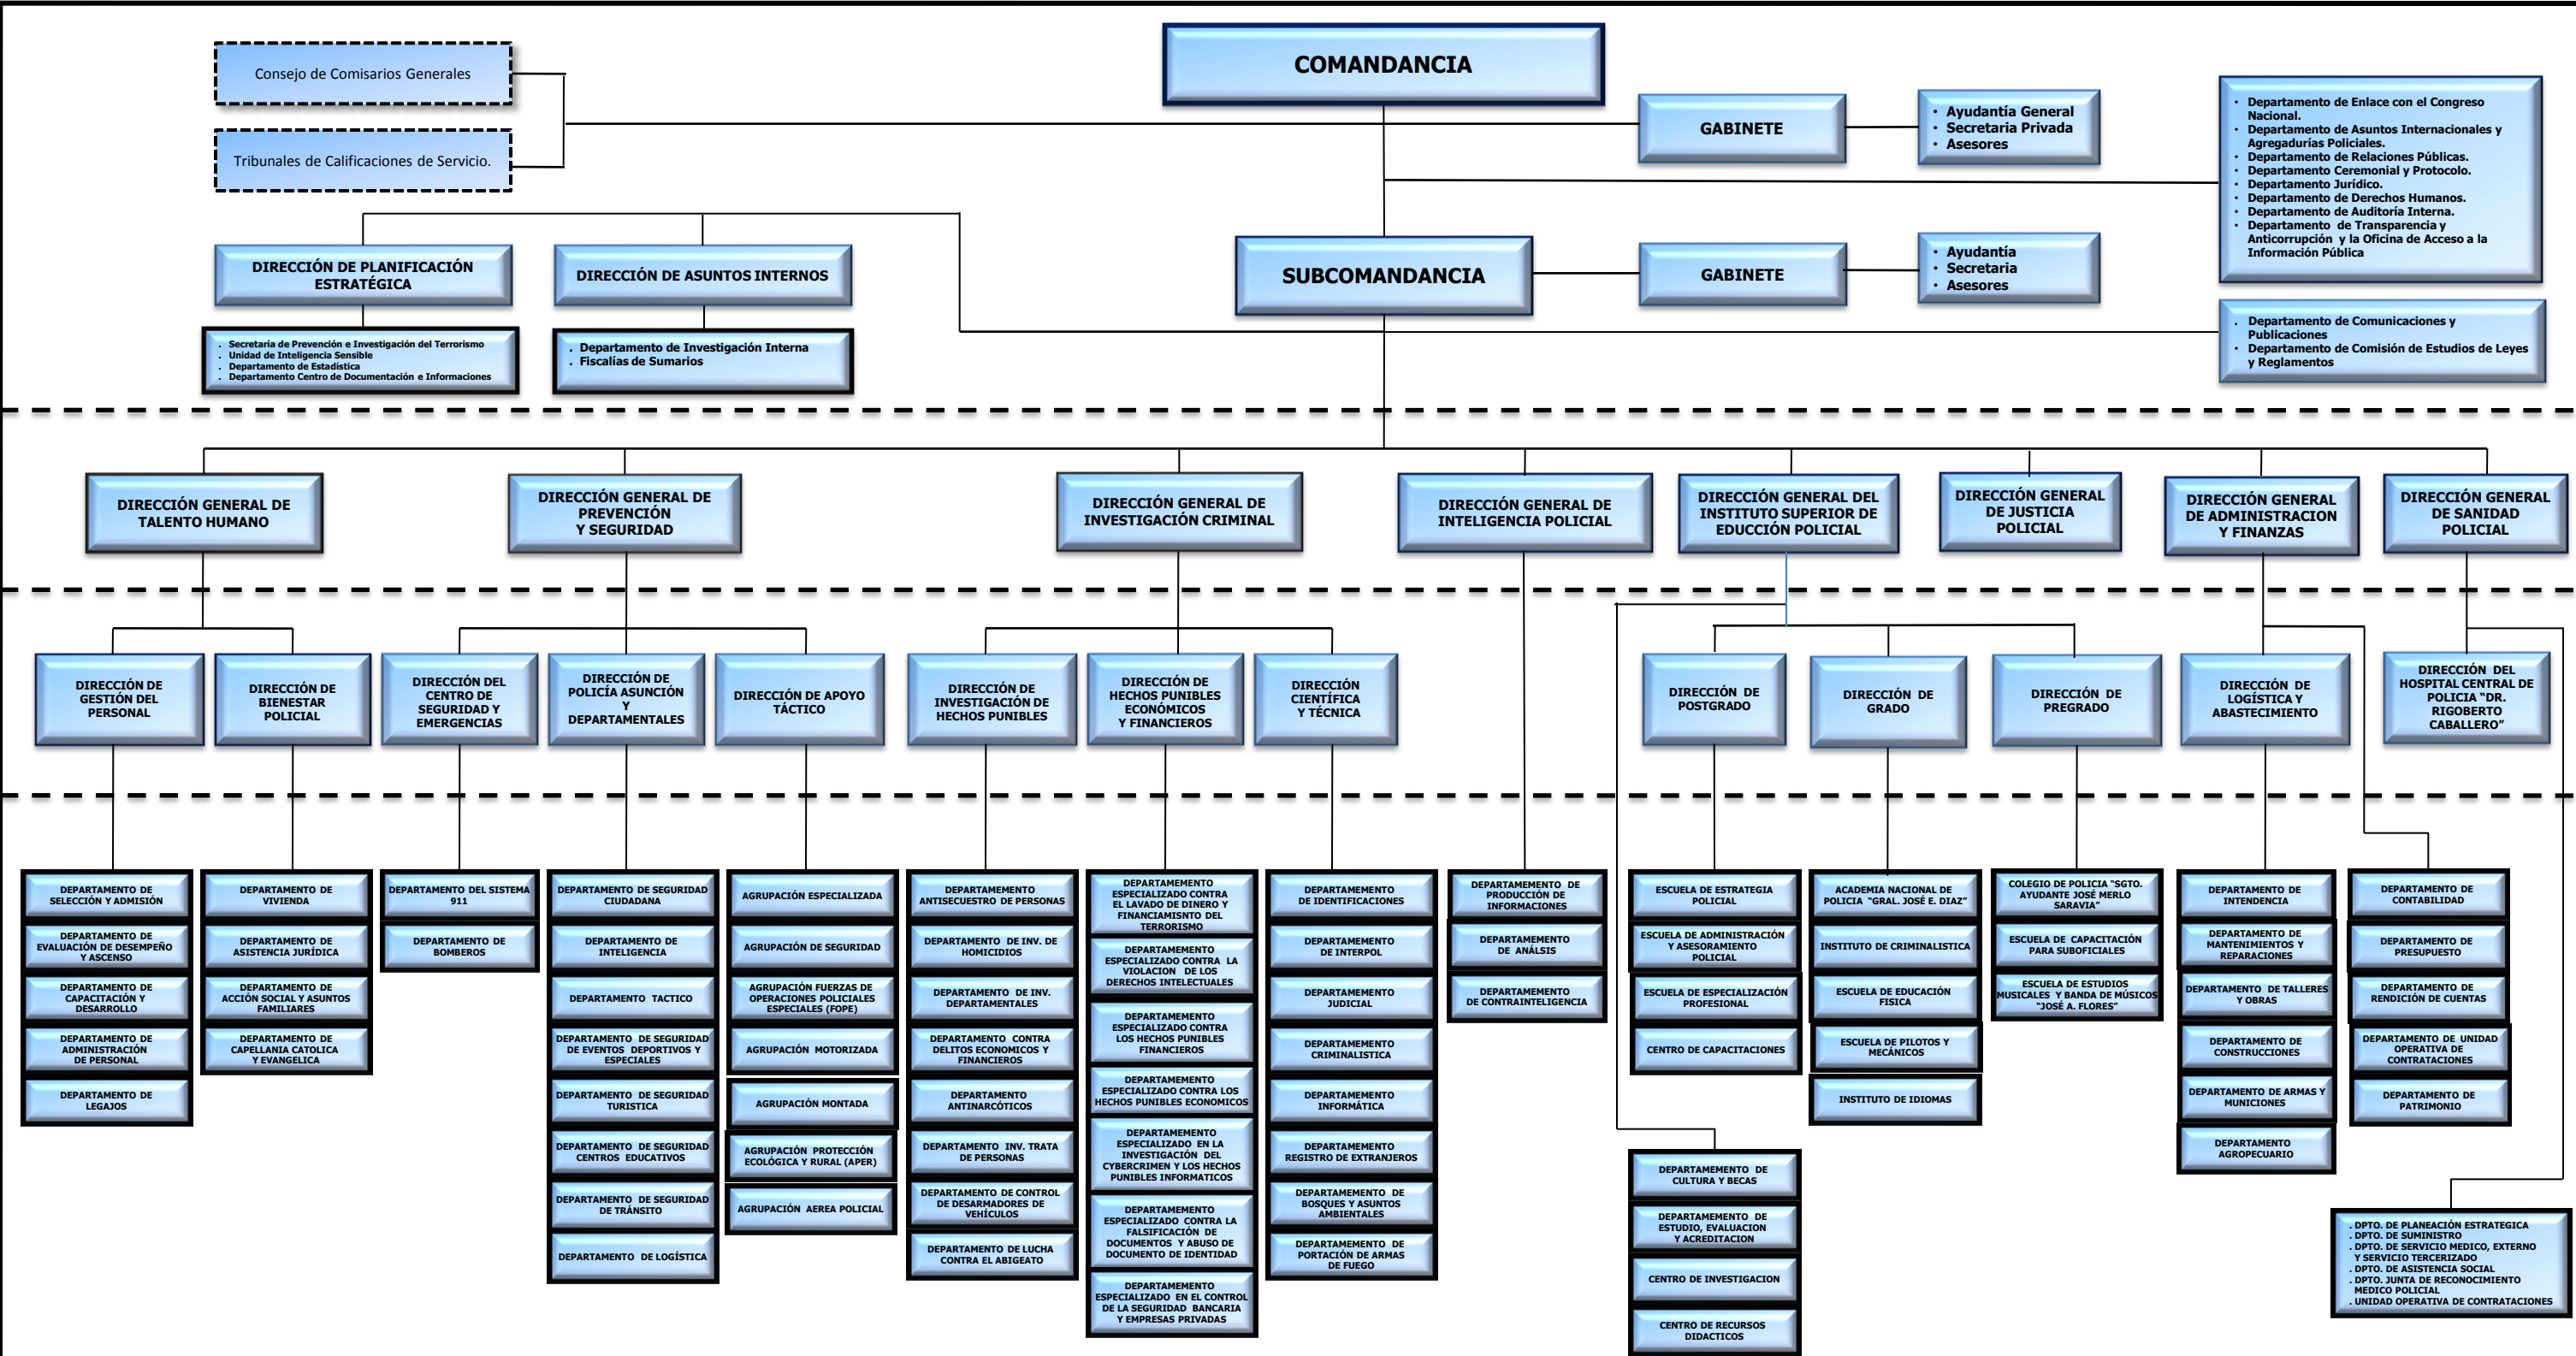 COMANDANCIA
Consejo de Comisarios Generales
Tribunales de Calificaciones de Servicio.
GABINETE
• Ayudantía General
• Secretaria Privada
• Asesores
• Departamento de Enlace con el Congreso
Nacional.
• Departamento de Asuntos Internacionales y
Agregadurías Policiales.
• Departamento de Relaciones Públicas.
• Departamento Ceremonial y Protocolo.
• Departamento Jurídico.
• Departamento de Derechos Humanos.
• Departamento de Auditoría Interna.
• Departamento de Transparencia y
Anticorrupción y la Oficina de Acceso a la
Información Pública
DIRECCIÓN DE PLANIFICACIÓN
ESTRATÉGICA
DIRECCIÓN DE ASUNTOS INTERNOS
SUBCOMANDANCIA
GABINETE
• Ayudantía
• Secretaria
• Asesores
. Secretaría de Prevención e Investigación del Terrorismo
. Unidad de Inteligencia Sensible
. Departamento de Estadística
. Departamento Centro de Documentación e Informaciones
. Departamento de Investigación Interna
. Fiscalías de Sumarios
. Departamento de Comunicaciones y
Publicaciones
• Departamento de Comisión de Estudios de Leyes
y Reglamentos
DIRECCIÓN GENERAL DE
TALENTO HUMANO
DIRECCIÓN GENERAL DE
PREVENCIÓN
Y SEGURIDAD
DIRECCIÓN GENERAL DE
INVESTIGACIÓN CRIMINAL
DIRECCIÓN GENERAL DE
INTELIGENCIA POLICIAL
DIRECCIÓN GENERAL DEL
INSTITUTO SUPERIOR DE
EDUCCIÓN POLICIAL
DIRECCIÓN GENERAL
DE JUSTICIA
POLICIAL
DIRECCIÓN GENERAL
DE ADMINISTRACION
Y FINANZAS
DIRECCIÓN GENERAL
DE SANIDAD
POLICIAL
DIRECCIÓN DE
GESTIÓN DEL
PERSONAL
DIRECCIÓN DE
BIENESTAR
POLICIAL
DIRECCIÓN DEL
CENTRO DE
SEGURIDAD Y
EMERGENCIAS
DIRECCIÓN DE
POLICÍA ASUNCIÓN
Y
DEPARTAMENTALES
DIRECCIÓN DE APOYO
TÁCTICO
DIRECCIÓN DE
INVESTIGACIÓN DE
HECHOS PUNIBLES
DIRECCIÓN DE
HECHOS PUNIBLES
ECONÓMICOS
Y FINANCIEROS
DIRECCIÓN
CIENTÍFICA
Y TÉCNICA
DIRECCIÓN DE
POSTGRADO
DIRECCIÓN DE
GRADO
DIRECCIÓN DE
PREGRADO
DIRECCIÓN DE
LOGÍSTICA Y
ABASTECIMIENTO
DIRECCIÓN DEL
HOSPITAL CENTRAL DE
POLICIA "DR.
RIGOBERTO
CABALLERO"
DEPARTAMENTO DE
SELECCIÓN Y ADMISIÓN
DEPARTAMENTO DE
EVALUACIÓN DE DESEMPEÑO
Y ASCENSO
DEPARTAMENTO DE
CAPACITACIÓN Y
DESARROLLO
DEPARTAMENTO DE
ADMINISTRACIÓN
DE PERSONAL
DEPARTAMENTO DE
LEGAJOS
DEPARTAMENTO DE
VIVIENDA
DEPARTAMENTO DE
ASISTENCIA JURÍDICA
DEPARTAMENTO DE
ACCIÓN SOCIAL Y ASUNTOS
FAMILIARES
DEPARTAMENTO DE
CAPELLANIA CATOLICA
Y EVANGELICA
DEPARTAMENTO DEL SISTEMA
911
DEPARTAMENTO DE
BOMBEROS
DEPARTAMENTO DE SEGURIDAD
CIUDADANA
DEPARTAMENTO DE
INTELIGENCIA
DEPARTAMENTO TACTICO
DEPARTAMENTO DE SEGURIDAD
DE EVENTOS DEPORTIVOS Y
ESPECIALES
DEPARTAMENTO DE SEGURIDAD
TURISTICA
DEPARTAMENTO DE SEGURIDAD
CENTROS EDUCATIVOS
DEPARTAMENTO DE SEGURIDAD
DE TRÁNSITO
DEPARTAMENTO DE LOGÍSTICA
AGRUPACIÓN ESPECIALIZADA
AGRUPACIÓN DE SEGURIDAD
AGRUPACIÓN FUERZAS DE
OPERACIONES POLICIALES
ESPECIALES (FOPE)
AGRUPACIÓN MOTORIZADA
AGRUPACIÓN MONTADA
AGRUPACIÓN PROTECCIÓN
ECOLÓGICA Y RURAL (APER)
AGRUPACIÓN AEREA POLICIAL
DEPARTAMEMENTO
ANTISECUESTRO DE PERSONAS
DEPARTAMENTO DE INV. DE
HOMICIDIOS
DEPARTAMENTO DE INV.
DEPARTAMENTALES
DEPARTAMENTO CONTRA
DELITOS ECONOMICOS Y
FINANCIEROS
DEPARTAMENTO
ANTINARCÓTICOS
DEPARTAMENTO INV. TRATA
DE PERSONAS
DEPARTAMENTO DE CONTROL
DE DESARMADORES DE
VEHÍCULOS
DEPARTAMENTO DE LUCHA
CONTRA EL ABIGEATO
DEPARTAMEMENTO
ESPECIALIZADO CONTRA
EL LAVADO DE DINERO Y
FINANCIAMISNTO DEL
TERRORISMO
DEPARTAMEMENTO
ESPECIALIZADO CONTRA LA
VIOLACION DE LOS
DERECHOS INTELECTUALES
DEPARTAMEMENTO
ESPECIALIZADO CONTRA
LOS HECHOS PUNIBLES
FINANCIEROS
DEPARTAMEMENTO
ESPECIALIZADO CONTRA LOS
HECHOS PUNIBLES ECONOMICOS
DEPARTAMEMENTO
ESPECIALIZADO EN LA
INVESTIGACIÓN DEL
CYBERCRIMEN Y LOS HECHOS
PUNIBLES INFORMATICOS
DEPARTAMEMENTO
ESPECIALIZADO CONTRA LA
FALSIFICACIÓN DE
DOCUMENTOS Y ABUSO DE
DOCUMENTO DE IDENTIDAD
DEPARTAMEMENTO
ESPECIALIZADO EN EL CONTROL
DE LA SEGURIDAD BANCARIA
Y EMPRESAS PRIVADAS
DEPARTAMEMENTO
DE IDENTIFICACIONES
DEPARTAMEMENTO
DE INTERPOL
DEPARTAMEMENTO
JUDICIAL
DEPARTAMEMENTO
CRIMINALISTICA
DEPARTAMEMENTO
INFORMÁTICA
DEPARTAMEMENTO
REGISTRO DE EXTRANJEROS
DEPARTAMEMENTO DE
BOSQUES Y ASUNTOS
AMBIENTALES
DEPARTAMEMENTO DE
PORTACIÓN DE ARMAS
DE FUEGO
DEPARTAMEMENTO DE
PRODUCCIÓN DE
INFORMACIONES
DEPARTAMEMENTO
DE ANÁLSIS
DEPARTAMEMENTO
DE CONTRAINTELIGENCIA
ESCUELA DE ESTRATEGIA
POLICIAL
ESCUELA DE ADMINISTRACIÓN
Y ASESORAMIENTO
POLICIAL
ESCUELA DE ESPECIALIZACIÓN
PROFESIONAL
CENTRO DE CAPACITACIONES
DEPARTAMEMENTO DE
CULTURA Y BECAS
DEPARTAMEMENTO DE
ESTUDIO, EVALUACION
Y ACREDITACION
CENTRO DE INVESTIGACION
CENTRO DE RECURSOS
DIDACTICOS
ACADEMIA NACIONAL DE
POLICIA "GRAL. JOSÉ E. DIAZ"
INSTITUTO DE CRIMINALISTICA
ESCUELA DE EDUCACIÓN
FISICA
ESCUELA DE PILOTOS Y
MECÁNICOS
INSTITUTO DE IDIOMAS
COLEGIO DE POLICIA "SGTO.
AYUDANTE JOSÉ MERLO
SARAVIA"
ESCUELA DE CAPACITACIÓN
PARA SUBOFICIALES
ESCUELA DE ESTUDIOS
MUSICALES Y BANDA DE MÚSICOS
"JOSÉ A. FLORES"
DEPARTAMENTO DE
INTENDENCIA
DEPARTAMENTO DE
MANTENIMIENTOS Y
REPARACIONES
DEPARTAMENTO DE TALLERES
Y OBRAS
DEPARTAMENTO DE
CONSTRUCCIONES
DEPARTAMENTO DE ARMAS Y
MUNICIONES
DEPARTAMENTO
AGROPECUARIO
DEPARTAMENTO DE
CONTABILIDAD
DEPARTAMENTO DE
PRESUPUESTO
DEPARTAMENTO DE
RENDICIÓN DE CUENTAS
DEPARTAMENTO DE UNIDAD
OPERATIVA DE
CONTRATACIONES
DEPARTAMENTO DE
PATRIMONIO
. DPTO. DE PLANEACIÓN ESTRATEGICA
. DPTO. DE SUMINISTRO
. DPTO. DE SERVICIO MEDICO, EXTERNO
Y SERVICIO TERCERIZADO
. DPTO. DE ASISTENCIA SOCIAL
. DPTO. JUNTA DE RECONOCIMIENTO
MEDICO POLICIAL
. UNIDAD OPERATIVA DE CONTRATACIONES